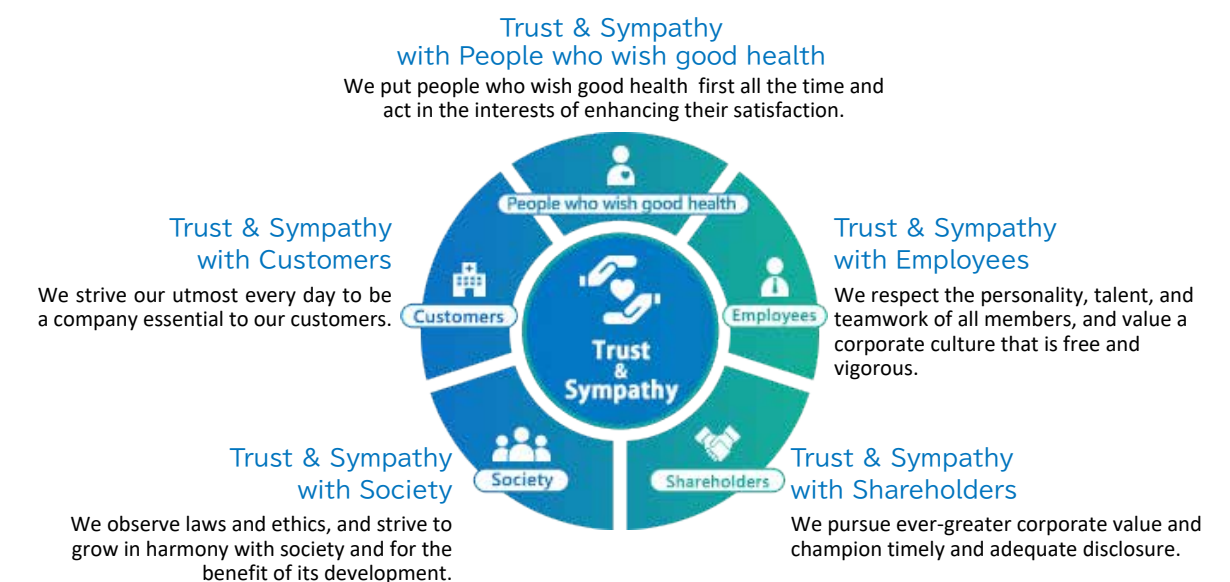 Trust & Sympathy
with People who wish good health
We put people who wish good health first all the time and
act in the interests of enhancing their satisfaction.
People who wish good health
Trust & Sympathy
with Customers
We strive our utmost every day to be
a company essential to our customers.
Customers
Trust
&
Sympathy
Employees
Trust & Sympathy
with Employees
We respect the personality, talent, and
teamwork of all members, and value a
corporate culture that is free and
vigorous.
Trust & Sympathy
with Society
We observe laws and ethics, and strive to
grow in harmony with society and for the
benefit of its development.
Society
Shareholders
Trust & Sympathy
with Shareholders
We pursue ever-greater corporate value and
champion timely and adequate disclosure.